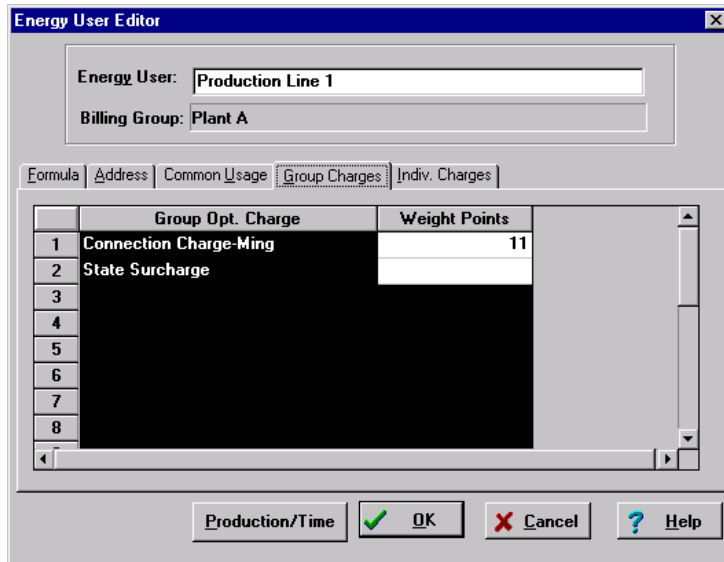 Energy User Editor
Energy User: Production Line 1
Billing Group: Plant A
Formula Address Common Usage Group Charges Indiv. Charges
Group Opt. Charge Weight Points
1 Connection Charge-Ming 11
2 State Surcharge
3
4
5
6
7
8
Production/Time OK Cancel ? Help